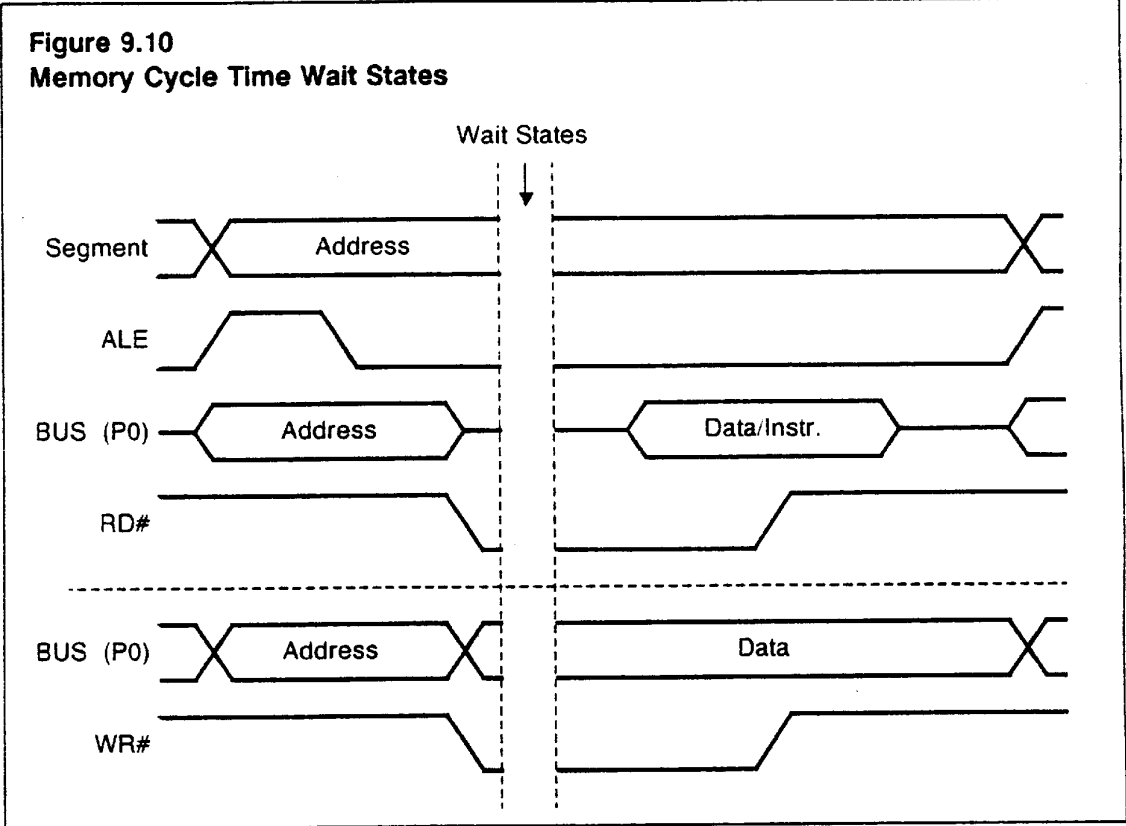 Figure 9.10
Memory Cycle Time Wait States
Wait States
Segment
Address
ALE
BUS (P0)
Address
Data/Instr.
RD#
BUS (P0)
Address
Data
WR#